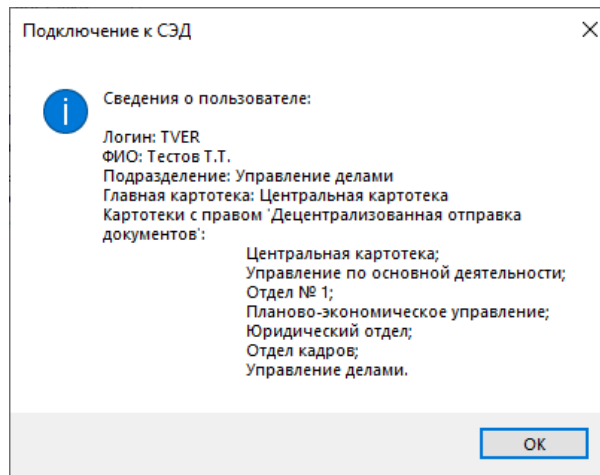 Подключение к СЭД
Сведения о пользователе:
Логин: TVER
ФИО: Тестов Т.Т.
Подразделение: Управление делами
Главная картотека: Центральная картотека
Картотеки с правом 'Децентрализованная отправка
документов':
Центральная картотека;
Управление по основной деятельности;
Отдел № 1;
Планово-экономическое управление;
Юридический отдел;
Отдел кадров;
Управление делами.
OK